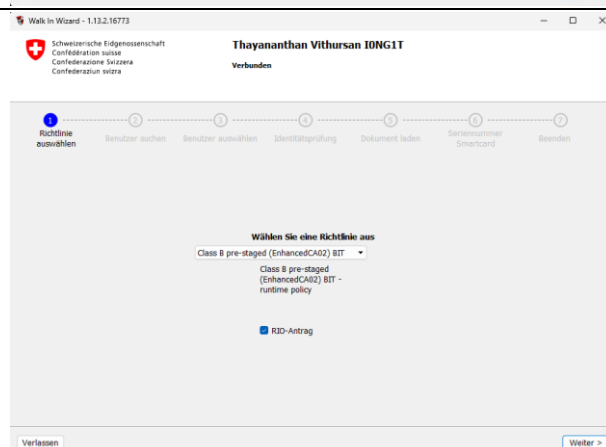 Walk In Wizard - 1.13.2.16773
Schweizerische Eidgenossenschaft
Confédération suisse
Confederazione Svizzera
Confederaziun svizra
Thayananthan Vithursan I0NG1T
Verbunden
1
2
3
4
5
6
7
Richtlinie
auswählen
Benutzer suchen
Benutzer auswählen
Identitätsprüfung
Dokument laden
Seriennummer
Smartcard
Beenden
Wählen Sie eine Richtlinie aus
Class B pre-staged (EnhancedCA02) BIT
Class B pre-staged
(EnhancedCA02) BIT -
runtime policy
RIO-Antrag
Verlassen
Weiter >